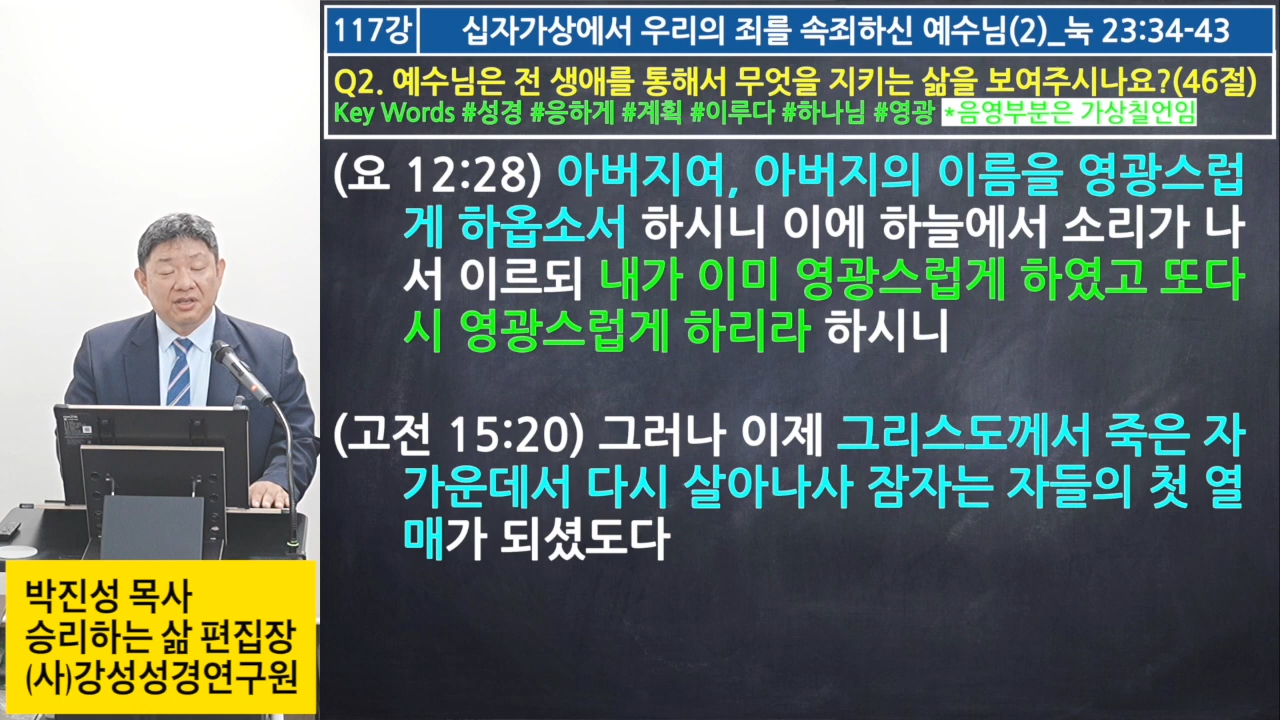 117강 십자가상에서 우리의 죄를 속죄하신 예수님(2)_눅 23:34-43
Q2. 예수님은 전 생애를 통해서 무엇을 지키는 삶을 보여주시나요?(46절)
Key Words #성경 #응하게 #계획 #이루다 #하나님 #영광 *음영부분은 가상칠언임
(요 12:28) 아버지여, 아버지의 이름을 영광스럽
게 하옵소서 하시니 이에 하늘에서 소리가 나
서 이르되 내가 이미 영광스럽게 하였고 또다
시 영광스럽게 하리라 하시니
(고전 15:20) 그러나 이제 그리스도께서 죽은 자
가운데서 다시 살아나사 잠자는 자들의 첫 열
매가 되셨도다
박진성 목사
승리하는 삶 편집장
(사)강성성경연구원